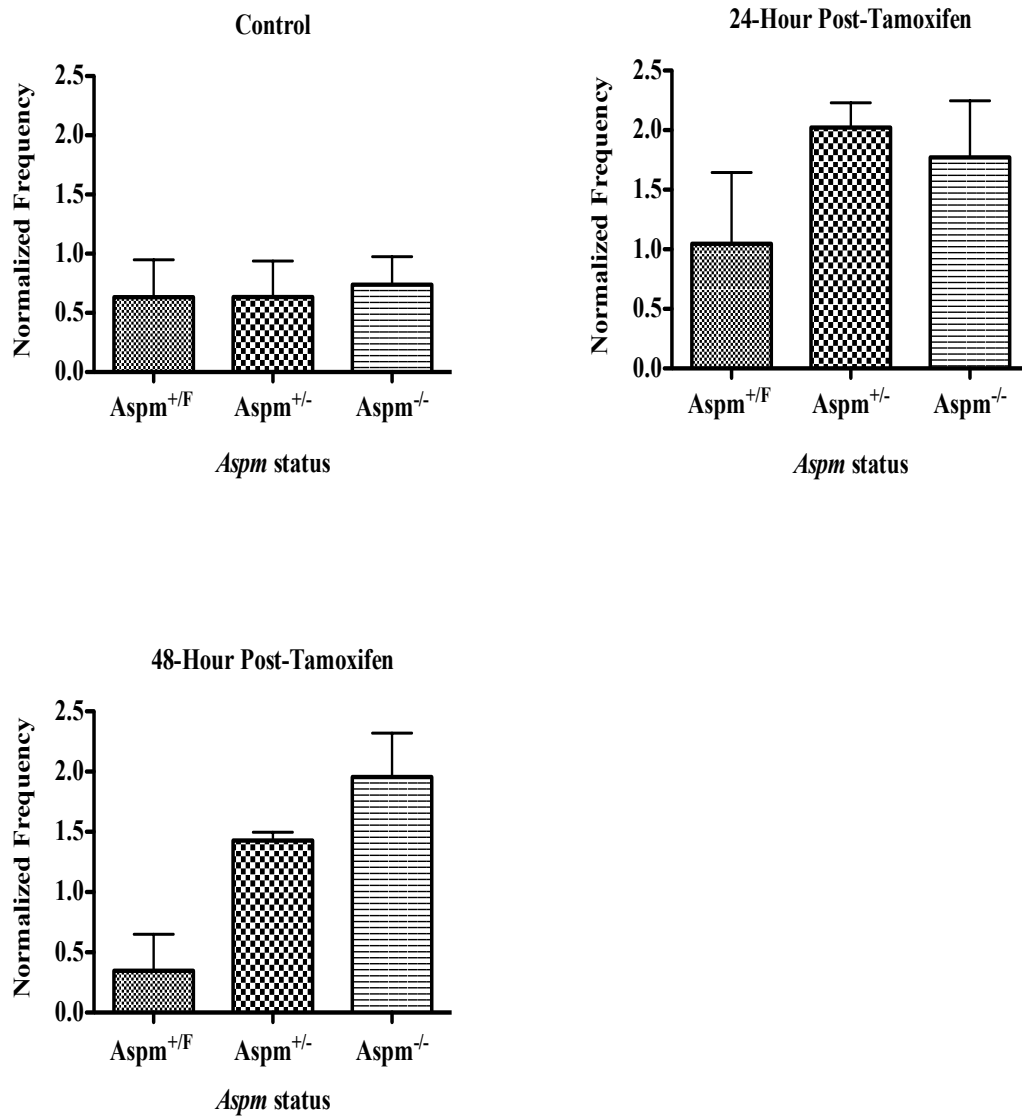 Control
Normalized Frequency
2.5
2.0
1.5
1.0
0.5
0.0
Aspm+/F Aspm+/- Aspm-/-
Aspm status
24-Hour Post-Tamoxifen
Normalized Frequency
2.5
2.0
1.5
1.0
0.5
0.0
Aspm+/F Aspm+/- Aspm-/-
Aspm status
48-Hour Post-Tamoxifen
Normalized Frequency
2.5
2.0
1.5
1.0
0.5
0.0
Aspm+/F Aspm+/- Aspm-/-
Aspm status